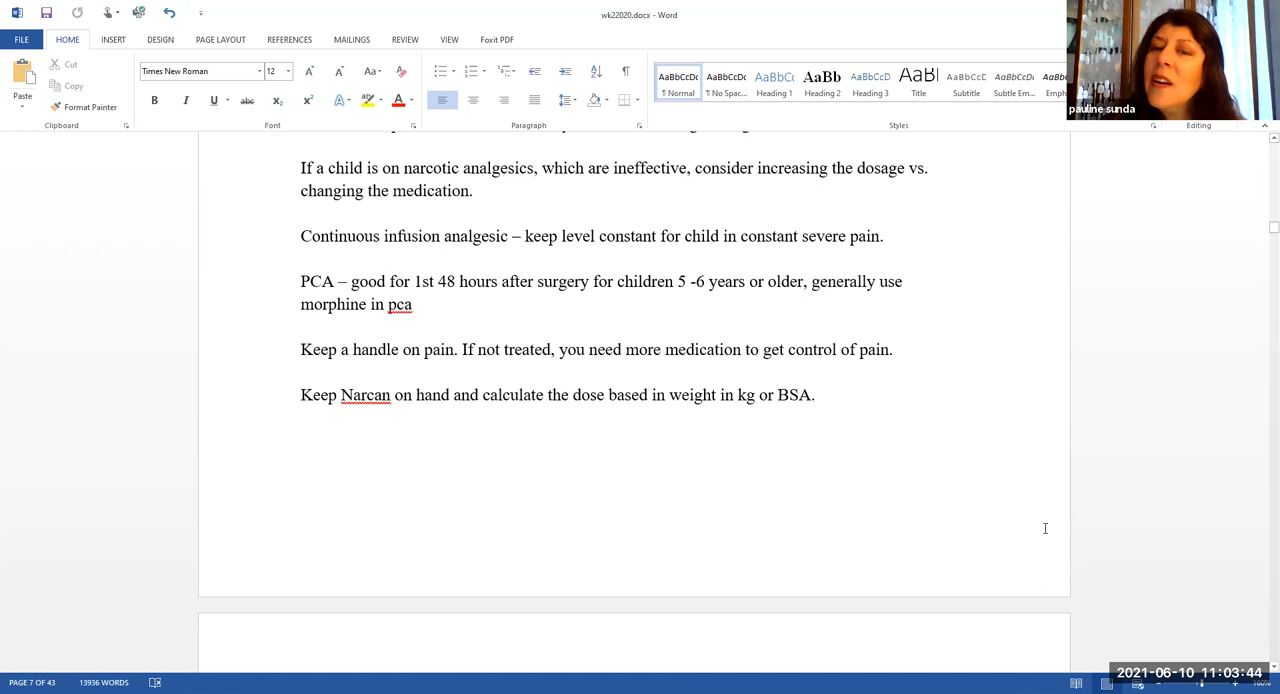 wk22020.docx - Word
FILE HOME INSERT DESIGN PAGE LAYOUT REFERENCES MAILINGS REVIEW VIEW Foxit PDF
Paste
Cut
Copy
Format Painter
Clipboard
Times New Roman 12
Font
Paragraph
AaBbCcDc AaBbCcDc AaBbCc AaBb AaBbCcD AaB AaBbCcD AaBbCcDc AaBb
¶ Normal ¶ No Spac... Heading 1 Heading 2 Heading 3 Title Subtitle Subtle Em... Emph
Styles
Editing
pauline sunda
If a child is on narcotic analgesics, which are ineffective, consider increasing the dosage vs.
changing the medication.
Continuous infusion analgesic – keep level constant for child in constant severe pain.
PCA – good for 1st 48 hours after surgery for children 5 -6 years or older, generally use
morphine in pca
Keep a handle on pain. If not treated, you need more medication to get control of pain.
Keep Narcan on hand and calculate the dose based in weight in kg or BSA.
PAGE 7 OF 43 13936 WORDS
2021-06-10 11:03:44